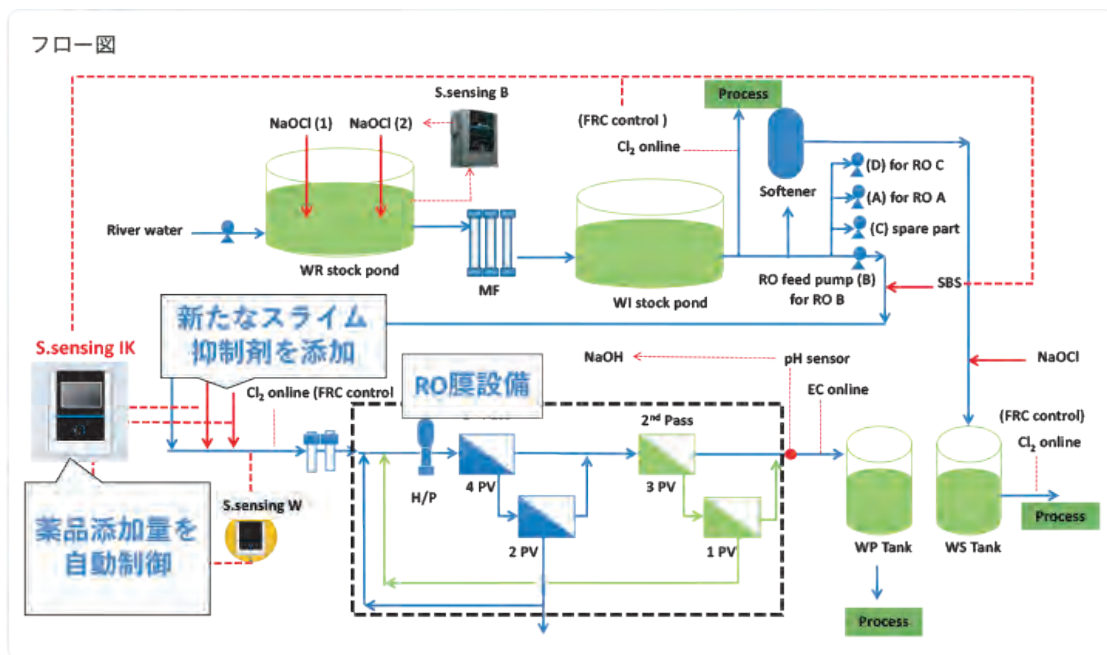 フロー図
S.sensing B
NaOCl (1)
NaOCl (2)
(FRC control )
Process
Cl₂ online
Softener
(D) for RO C
(A) for RO A
(C) spare part
River water
WR stock pond
MF
WI stock pond
RO feed pump (B)
for RO B
SBS
新たなスライム
抑制剤を添加
S.sensing IK
NaOH
pH sensor
NaOCl
RO膜設備
Cl₂ online (FRC control
EC online
2nd Pass
(FRC control)
Cl₂ online
H/P
4 PV
3 PV
S.sensing W
薬品添加量を
自動制御
2 PV
1 PV
WP Tank
WS Tank
Process
Process